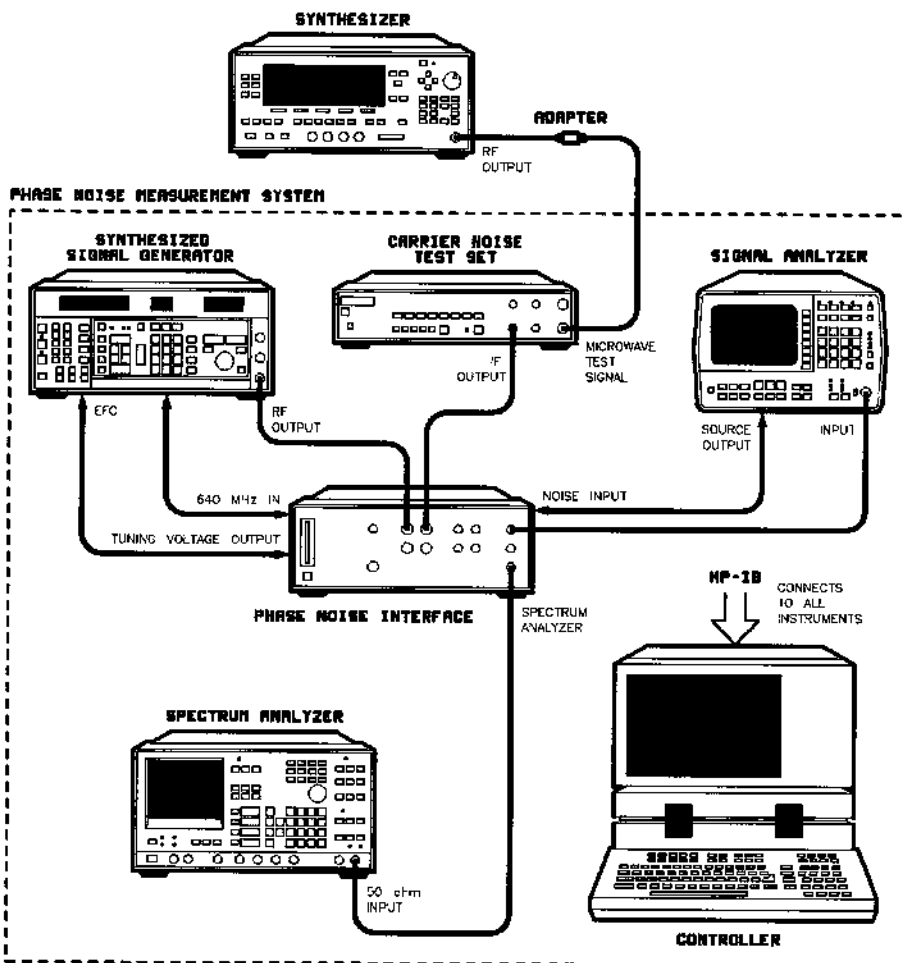 SYNTHESIZER
ADAPTER
RF
OUTPUT
PHASE NOISE MEASUREMENT SYSTEM
SYNTHESIZED
SIGNAL GENERATOR
CARRIER NOISE
TEST SET
SIGNAL ANALYZER
MICROWAVE
TEST
SIGNAL
IF
OUTPUT
EFC
RF
OUTPUT
SOURCE
OUTPUT
INPUT
640 MHz IN
NOISE INPUT
TUNING VOLTAGE OUTPUT
PHASE NOISE INTERFACE
SPECTRUM
ANALYZER
HP-IB
CONNECTS
TO ALL
INSTRUMENTS
SPECTRUM ANALYZER
50 ohm
INPUT
CONTROLLER